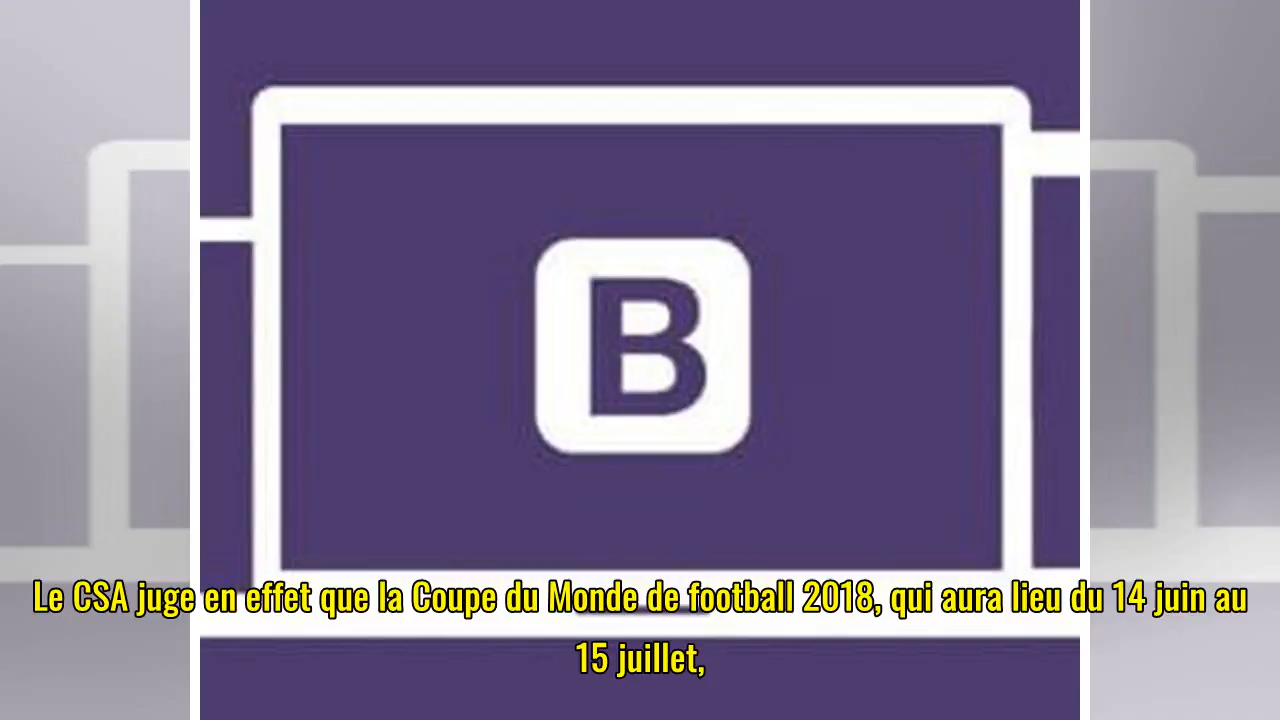 B
Le CSA juge en effet que la Coupe du Monde de football 2018, qui aura lieu du 14 juin au
15 juillet,